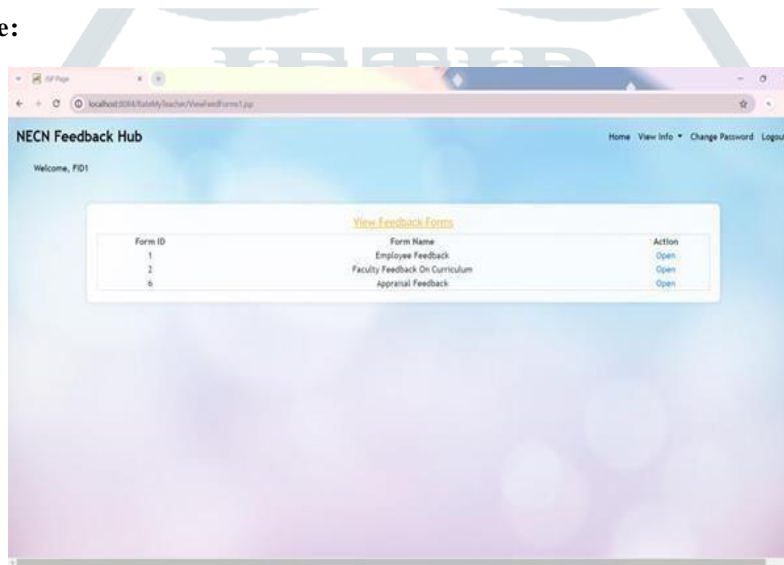 e:
JETIR
JSP Page
localhost:8084/RateMyTeacher/ViewFeedForms1.jsp
NECN Feedback Hub
Home View Info Change Password Logout
Welcome, FID1
View Feedback Forms
Form ID Form Name Action
1 Employee Feedback Open
2 Faculty Feedback On Curriculum Open
6 Appraisal Feedback Open